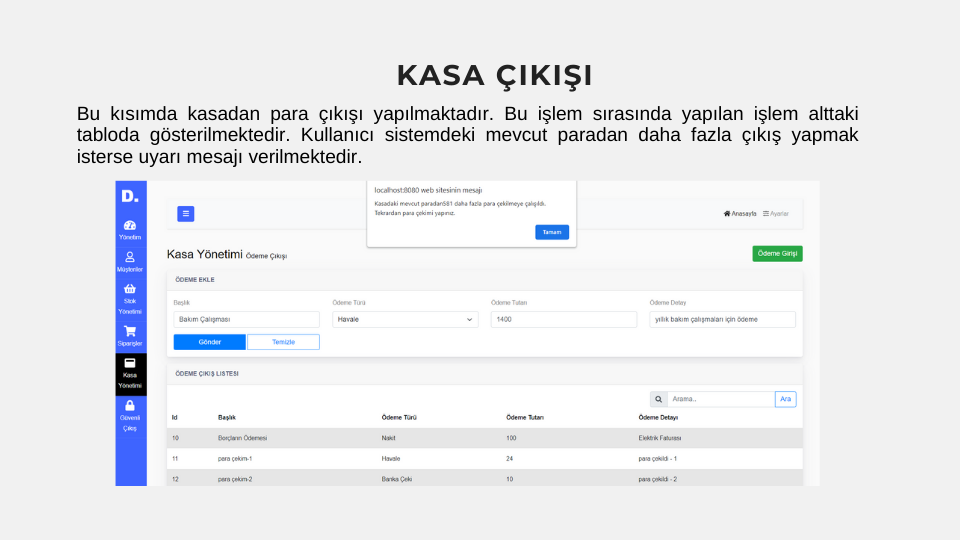 KASA ÇIKIŞI
Bu kısımda kasadan para çıkışı yapılmaktadır. Bu işlem sırasında yapılan işlem alttaki
tabloda gösterilmektedir. Kullanıcı sistemdeki mevcut paradan daha fazla çıkış yapmak
isterse uyarı mesajı verilmektedir.
D.
localhost:8080 web sitesinin mesajı
Kasadaki mevcut paradan581 daha fazla para çekilmeye çalışıldı.
Tekrardan para çekimi yapınız.
Tamam
Anasayfa Ayarlar
Yönetim
Müşteriler
Stok
Yönetimi
Siparişler
Kasa
Yönetimi
Güvenli
Çıkış
Kasa Yönetimi Ödeme Çıkışı
Ödeme Girişi
ÖDEME EKLE
Başlık Ödeme Türü Ödeme Tutarı Ödeme Detay
Bakım Çalışması Havale 1400 yıllık bakım çalışmaları için ödeme
Gönder Temizle
ÖDEME ÇIKIŞ LISTESI
Arama.. Ara
Id Başlık Ödeme Türü Ödeme Tutarı Ödeme Detayı
10 Borçların Ödemesi Nakit 100 Elektrik Faturası
11 para çekim-1 Havale 24 para çekildi - 1
12 para çekim-2 Banka Çeki 10 para çekildi - 2